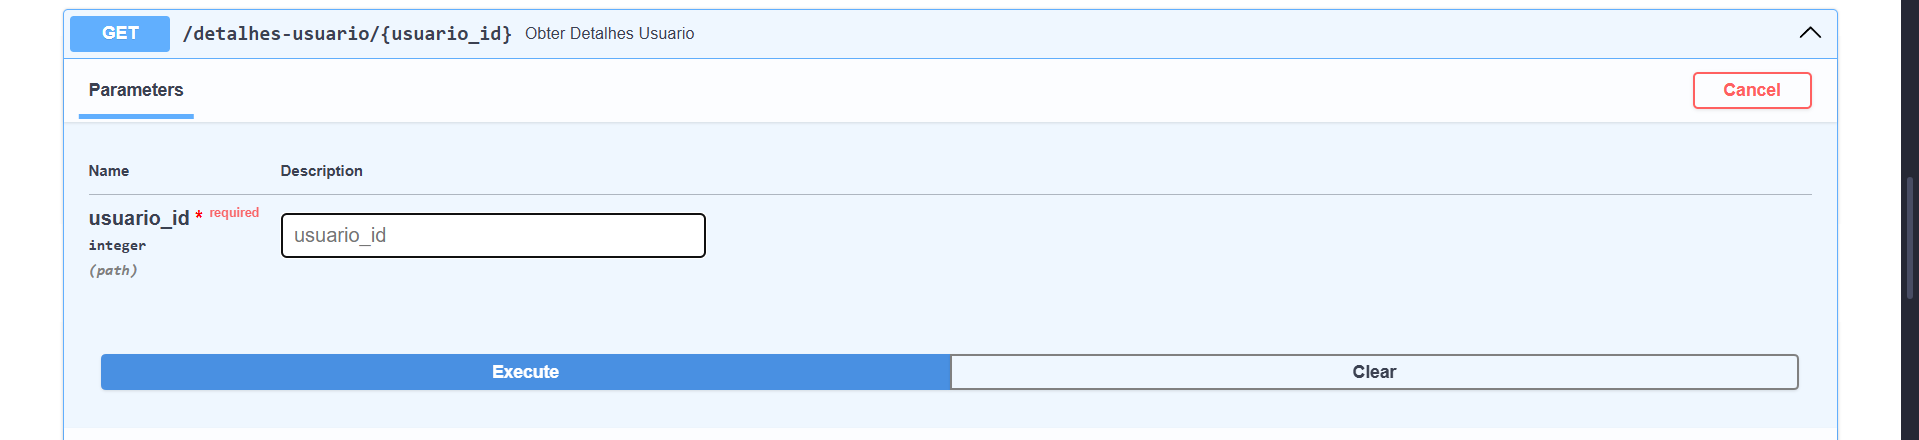 GET /detalhes-usuario/{usuario_id} Obter Detalhes Usuario
Parameters Cancel
Name Description
usuario_id * required
usuario_id
integer
(path)
Execute Clear